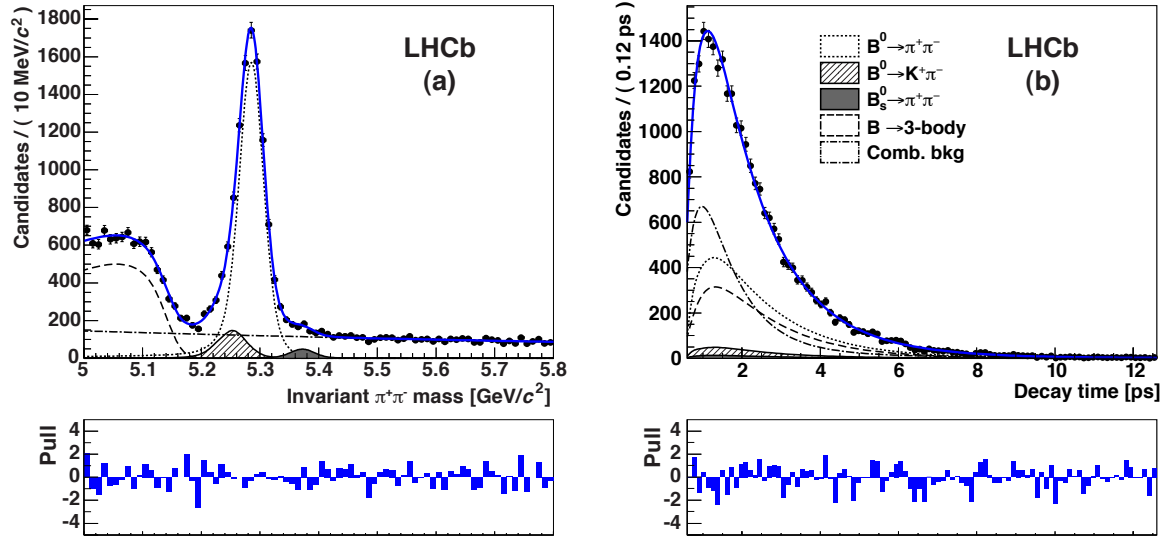 Candidates / ( 10 MeV/c² )
1800
1600
1400
1200
1000
800
600
400
200
0
LHCb
(a)
5 5.1 5.2 5.3 5.4 5.5 5.6 5.7 5.8
Invariant π⁺π⁻ mass [GeV/c²]
Pull
4
2
0
-2
-4
Candidates / ( 0.12 ps )
1400
1200
1000
800
600
400
200
0
LHCb
(b)
B⁰→π⁺π⁻
B⁰→K⁺π⁻
B⁰ₛ→π⁺π⁻
B →3-body
Comb. bkg
2 4 6 8 10 12
Decay time [ps]
Pull
4
2
0
-2
-4